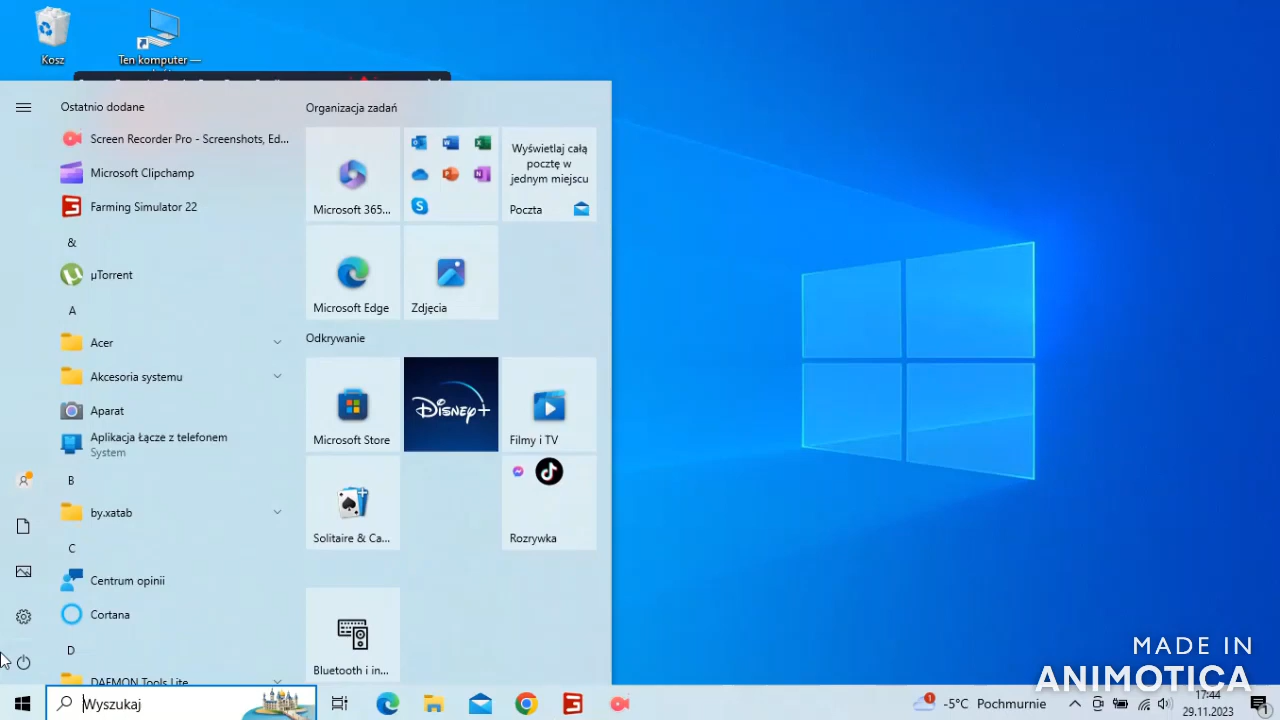 Kosz
Ten komputer —
Ostatnio dodane
Screen Recorder Pro - Screenshots, Ed...
Microsoft Clipchamp
Farming Simulator 22
&
µTorrent
A
Acer
Akcesoria systemu
Aparat
Aplikacja Łącze z telefonem
System
B
by.xatab
C
Centrum opinii
Cortana
D
DAEMON Tools Lite
Organizacja zadań
Microsoft 365...
Wyświetlaj całą
pocztę w
jednym miejscu
Poczta
Microsoft Edge
Zdjęcia
Odkrywanie
Microsoft Store
Disney+
Filmy i TV
Solitaire & Ca...
Rozrywka
Bluetooth i in...
MADE IN
ANIMOTICA
Wyszukaj
1
-5°C Pochmurnie
17:44
29.11.2023
1